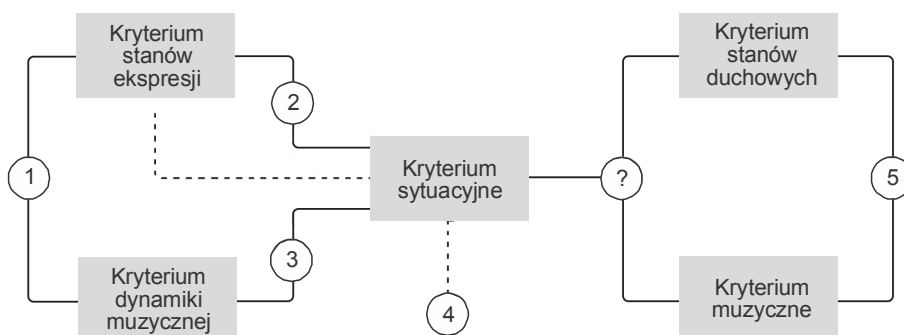 Kryterium
stanów
ekspresji
Kryterium
stanów
duchowych
2
1
Kryterium
sytuacyjne
?
5
3
Kryterium
dynamiki
muzycznej
4
Kryterium
muzyczne